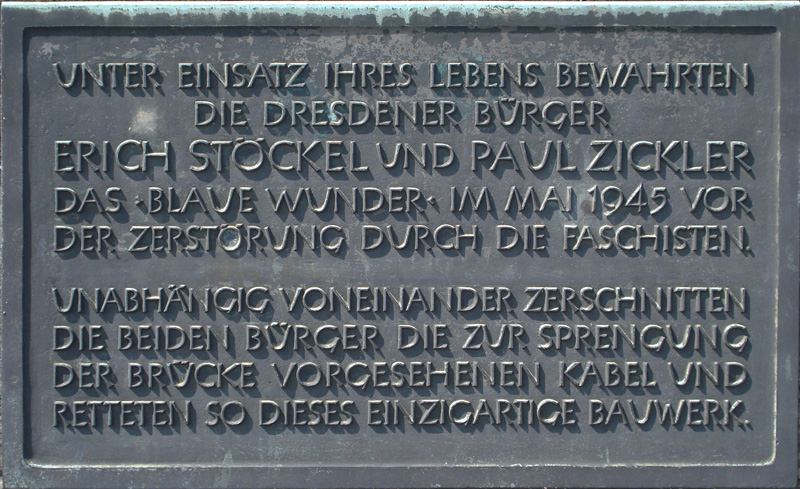 UNTER EINSATZ IHRES LEBENS BEWAHRTEN
DIE DRESDENER BÜRGER
ERICH STÖCKEL UND PAUL ZICKLER
DAS ·BLAUE WUNDER· IM MAI 1945 VOR
DER ZERSTÖRUNG DURCH DIE FASCHISTEN.
UNABHÄNGIG VONEINANDER ZERSCHNITTEN
DIE BEIDEN BÜRGER DIE ZUR SPRENGUNG
DER BRÜCKE VORGESEHENEN KABEL UND
RETTETEN SO DIESES EINZIGARTIGE BAUWERK.